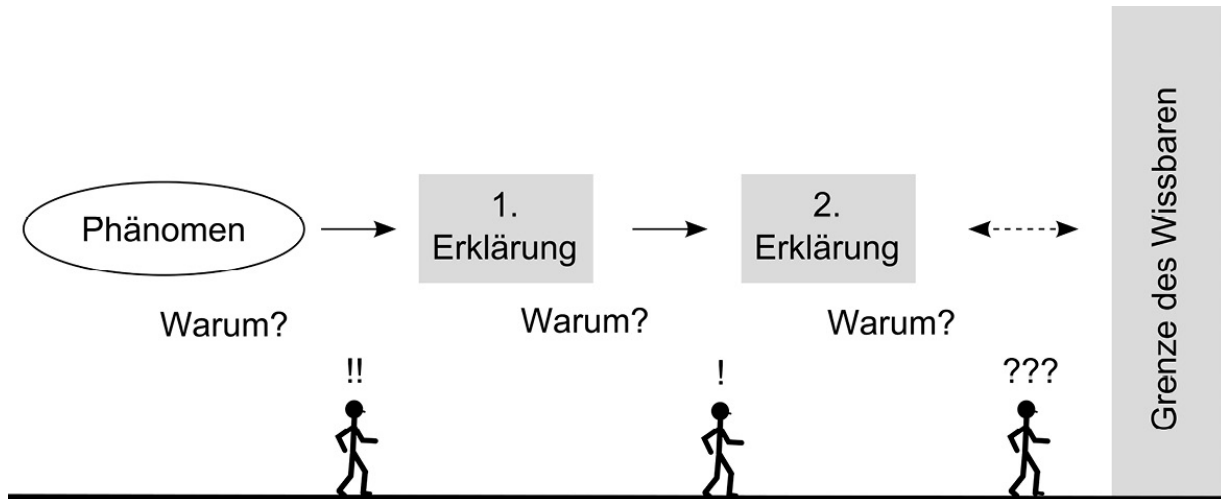 Phänomen
1.
Erklärung
2.
Erklärung
Warum?
Warum?
Warum?
!!
!
???
Grenze des Wissbaren